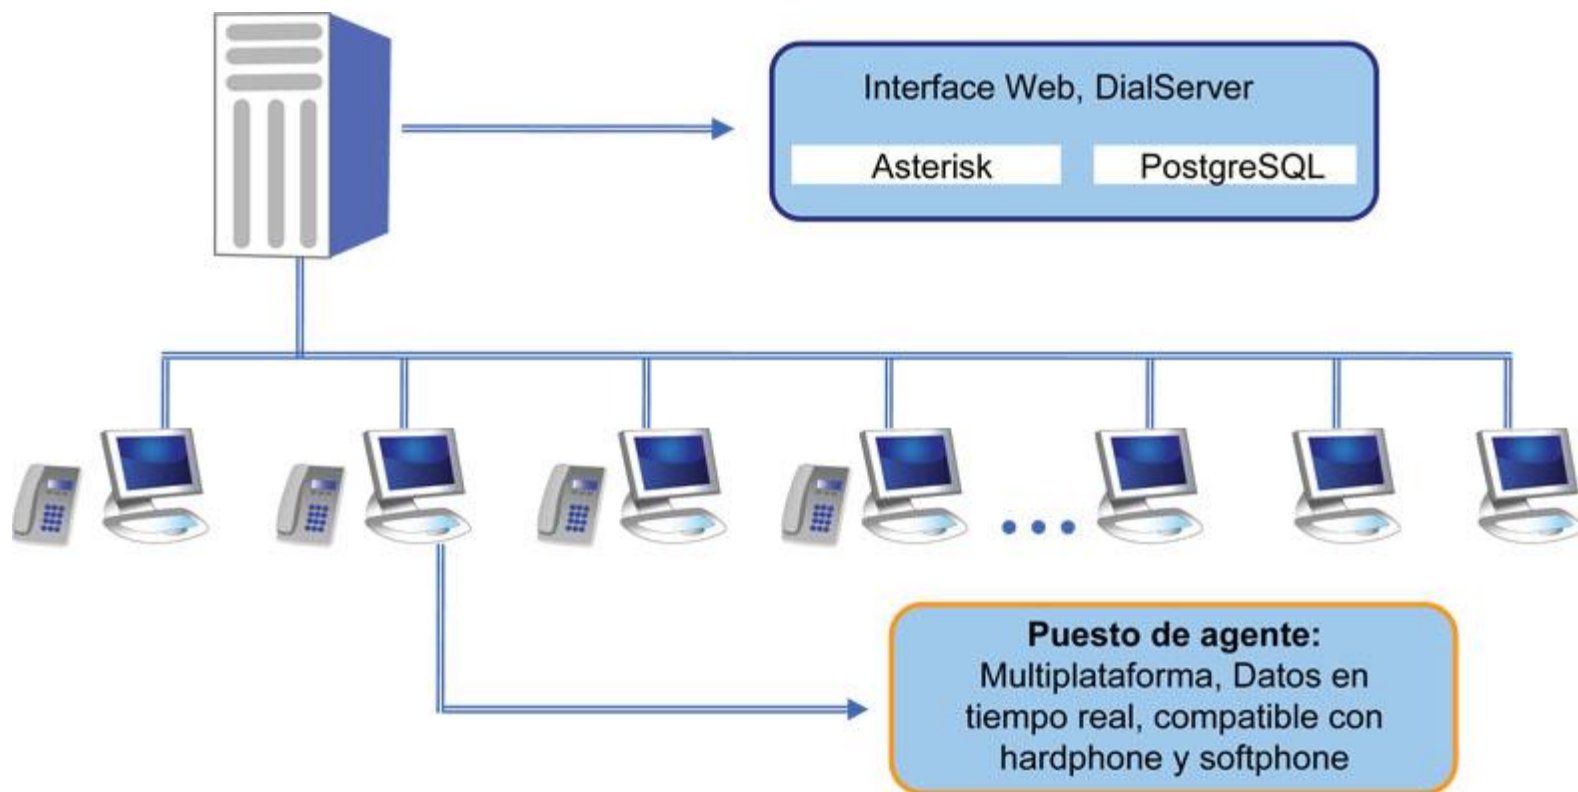 Interface Web, DialServer
Asterisk
PostgreSQL
Puesto de agente:
Multiplataforma, Datos en
tiempo real, compatible con
hardphone y softphone